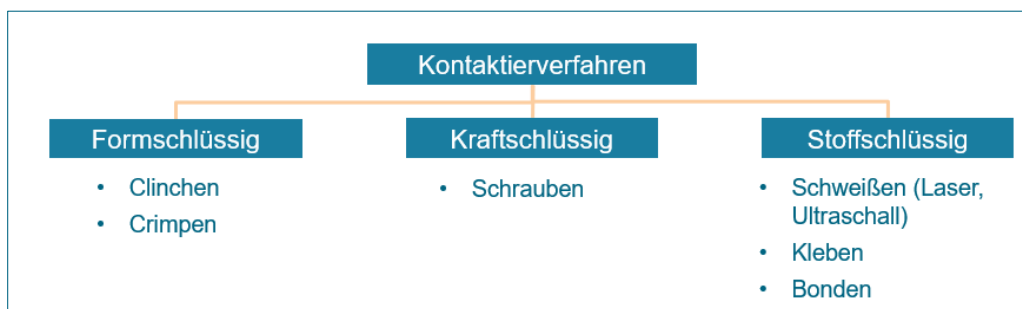 Kontaktierverfahren
Formschlüssig
• Clinchen
• Crimpen
Kraftschlüssig
• Schrauben
Stoffschlüssig
• Schweißen (Laser,
Ultraschall)
• Kleben
• Bonden